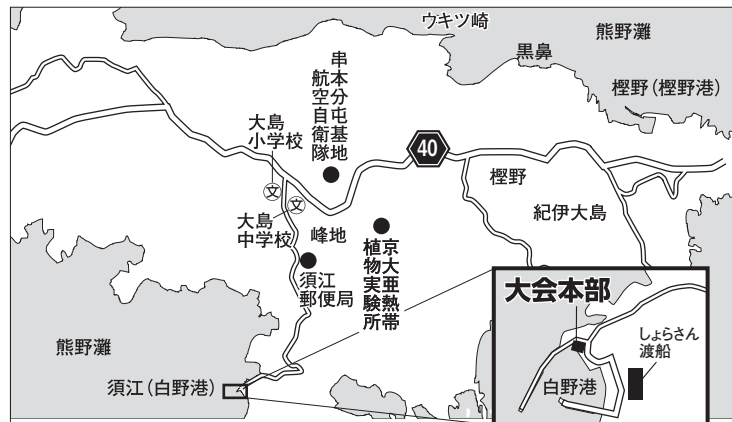 ウキツ崎
熊野灘
黒鼻
樫野(樫野港)
航空自衛隊
串本分屯基地
大島
小学校
文
40
文
大島
中学校
樫野
紀伊大島
峰地
須江
郵便局
京大亜熱帯
植物実験所
熊野灘
須江(白野港)
大会本部
しょらさん
渡船
白野港